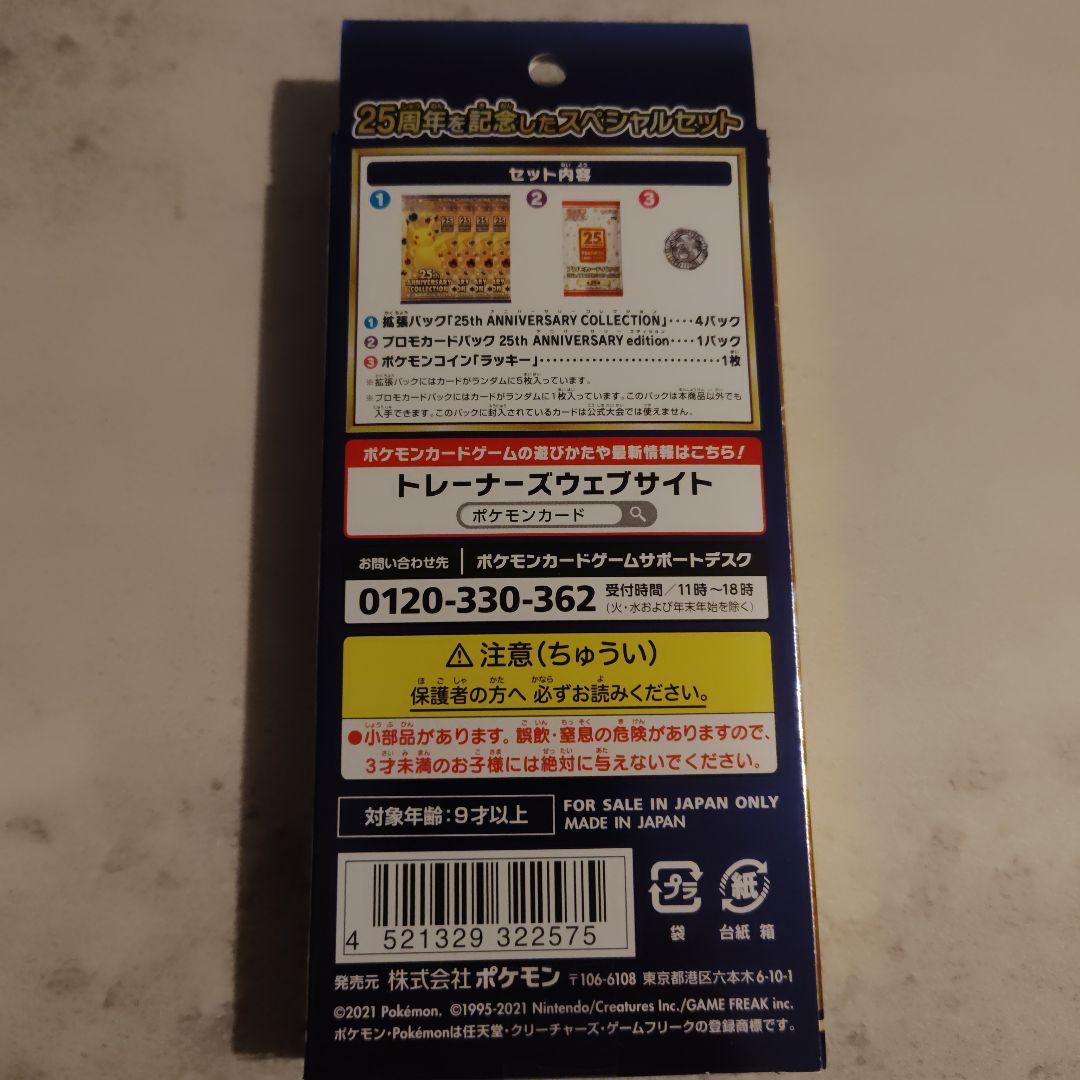 25周年を記念したスペシャルセット
セット内容
1 2 3
25 25 25 25
25
25th
ANNIVERSARY
COLLECTION
プロモカードパック
1 拡張パック「25th ANNIVERSARY COLLECTION」････4パック
2 プロモカードパック 25th ANNIVERSARY edition････1パック
3 ポケモンコイン「ラッキー」････････････････････････････1枚
※拡張パックにはカードがランダムに5枚入っています。
※プロモカードパックにはカードがランダムに1枚入っています。このパックは本商品以外でも
入手できます。このパックに封入されているカードは公式大会では使えません。
ポケモンカードゲームの遊びかたや最新情報はこちら!
トレーナーズウェブサイト
ポケモンカード
お問い合わせ先 | ポケモンカードゲームサポートデスク
0120-330-362 受付時間/11時~18時
(火・水および年末年始を除く)
⚠注意(ちゅうい)
保護者の方へ 必ずお読みください。
●小部品があります。誤飲・窒息の危険がありますので、
3才未満のお子様には絶対に与えないでください。
対象年齢:9才以上
FOR SALE IN JAPAN ONLY
MADE IN JAPAN
プラ 紙
袋 台紙 箱
4 521329 322575
発売元 株式会社ポケモン 〒106-6108 東京都港区六本木6-10-1
©2021 Pokémon. ©1995-2021 Nintendo/Creatures Inc./GAME FREAK inc.
ポケモン・Pokémonは任天堂・クリーチャーズ・ゲームフリークの登録商標です。